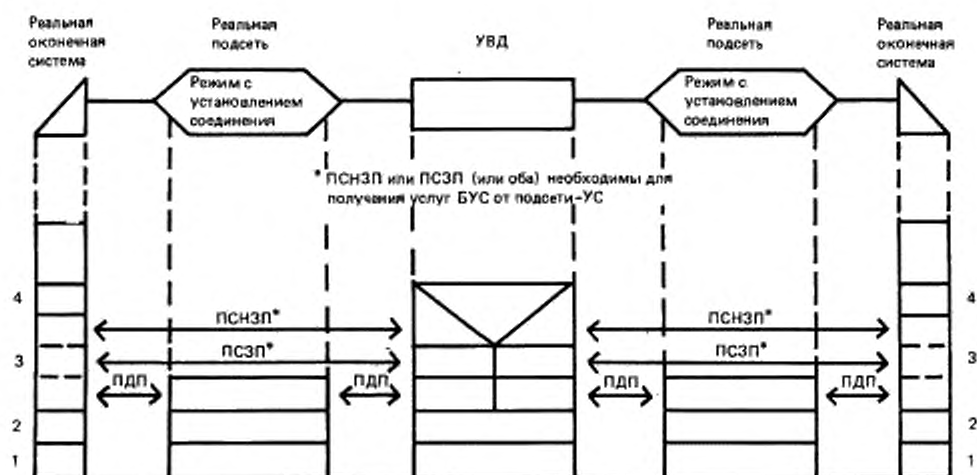 Реальная
оконечная
система
Реальная
подсеть
УВД
Реальная
подсеть
Реальная
оконечная
система
Режим с
установлением
соединения
Режим с
установлением
соединения
* ПСНЗП или ПСЗП (или оба) необходимы для
получения услуг БУС от подсети-УС
4
ПСНЗП*
ПСНЗП*
4
3
ПСЗП*
ПСЗП*
3
ПДП
ПДП
ПДП
ПДП
2
2
1
1